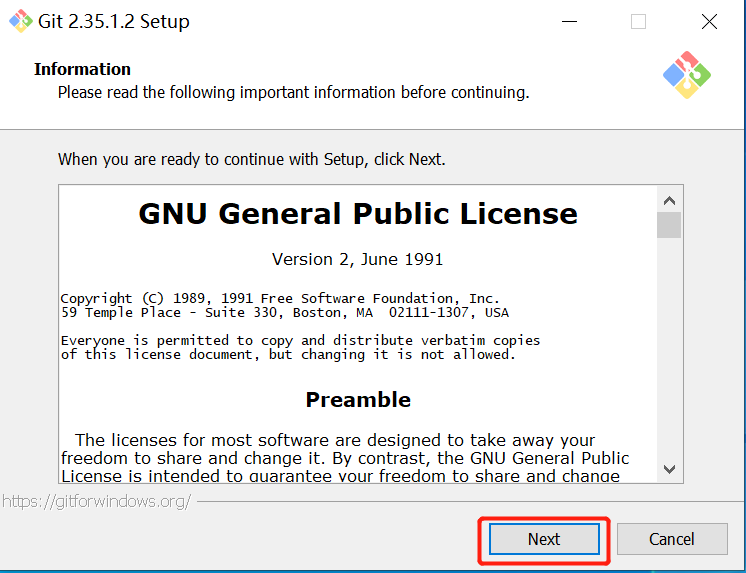 Git 2.35.1.2 Setup
Information
Please read the following important information before continuing.
When you are ready to continue with Setup, click Next.
GNU General Public License
Version 2, June 1991
Copyright (C) 1989, 1991 Free Software Foundation, Inc.
59 Temple Place - Suite 330, Boston, MA  02111-1307, USA
Everyone is permitted to copy and distribute verbatim copies
of this license document, but changing it is not allowed.
Preamble
The licenses for most software are designed to take away your
freedom to share and change it. By contrast, the GNU General Public
License is intended to guarantee your freedom to share and change
https://gitforwindows.org/
Next
Cancel